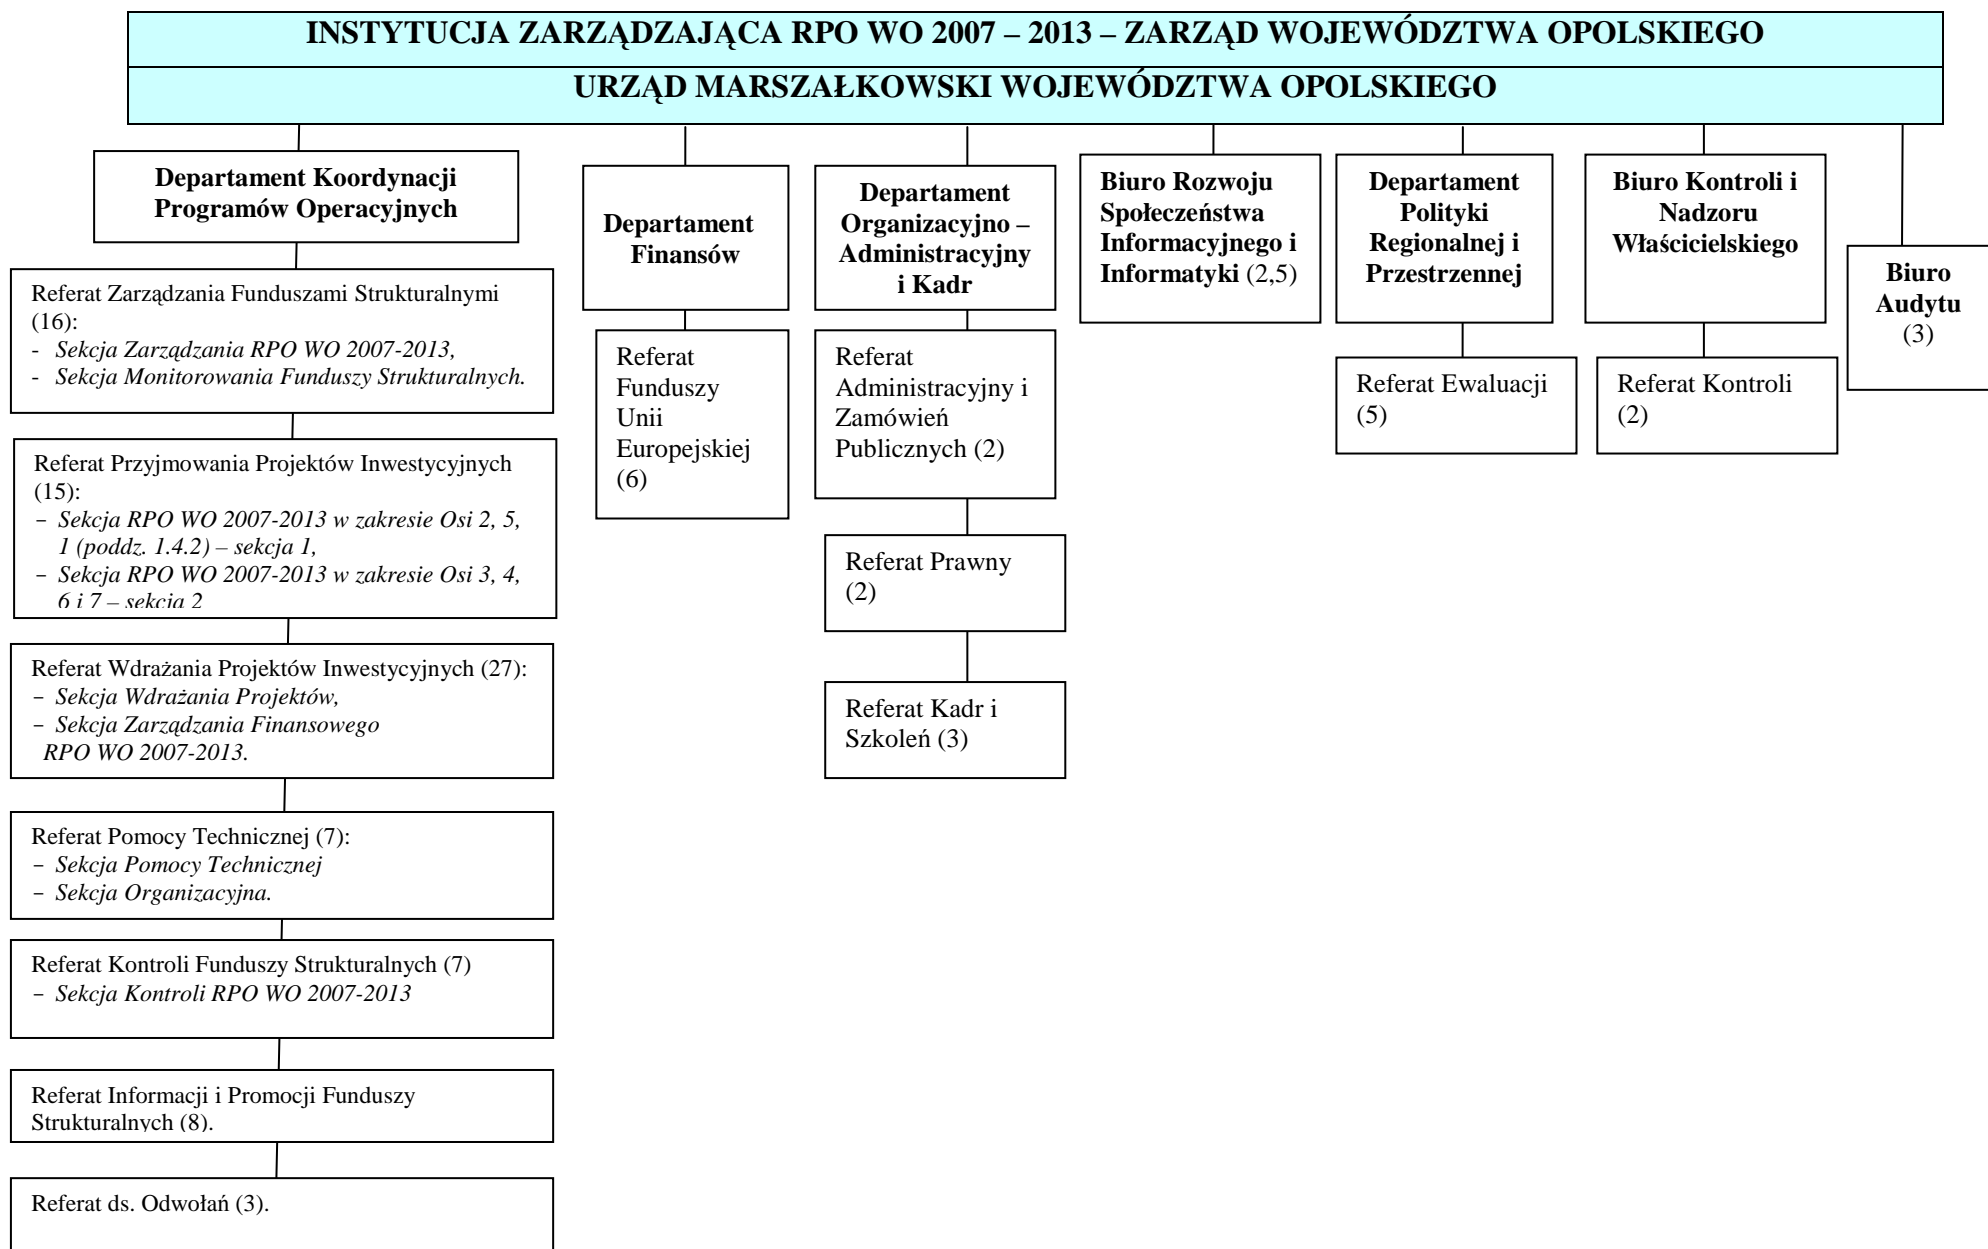 INSTYTUCJA ZARZĄDZAJĄCA RPO WO 2007 – 2013 – ZARZĄD WOJEWÓDZTWA OPOLSKIEGO
URZĄD MARSZAŁKOWSKI WOJEWÓDZTWA OPOLSKIEGO
Departament Koordynacji
Programów Operacyjnych
Referat Zarządzania Funduszami Strukturalnymi
(16):
- Sekcja Zarządzania RPO WO 2007-2013,
- Sekcja Monitorowania Funduszy Strukturalnych.
Referat Przyjmowania Projektów Inwestycyjnych
(15):
– Sekcja RPO WO 2007-2013 w zakresie Osi 2, 5,
1 (poddz. 1.4.2) – sekcja 1,
– Sekcja RPO WO 2007-2013 w zakresie Osi 3, 4,
6 i 7 – sekcja 2
Referat Wdrażania Projektów Inwestycyjnych (27):
– Sekcja Wdrażania Projektów,
– Sekcja Zarządzania Finansowego
RPO WO 2007-2013.
Referat Pomocy Technicznej (7):
– Sekcja Pomocy Technicznej
– Sekcja Organizacyjna.
Referat Kontroli Funduszy Strukturalnych (7)
– Sekcja Kontroli RPO WO 2007-2013
Referat Informacji i Promocji Funduszy
Strukturalnych (8).
Referat ds. Odwołań (3).
Departament
Finansów
Referat
Funduszy
Unii
Europejskiej
(6)
Departament
Organizacyjno –
Administracyjny
i Kadr
Referat
Administracyjny i
Zamówień
Publicznych (2)
Referat Prawny
(2)
Referat Kadr i
Szkoleń (3)
Biuro Rozwoju
Społeczeństwa
Informacyjnego i
Informatyki (2,5)
Departament
Polityki
Regionalnej i
Przestrzennej
Referat Ewaluacji
(5)
Biuro Kontroli i
Nadzoru
Właścicielskiego
Referat Kontroli
(2)
Biuro
Audytu
(3)